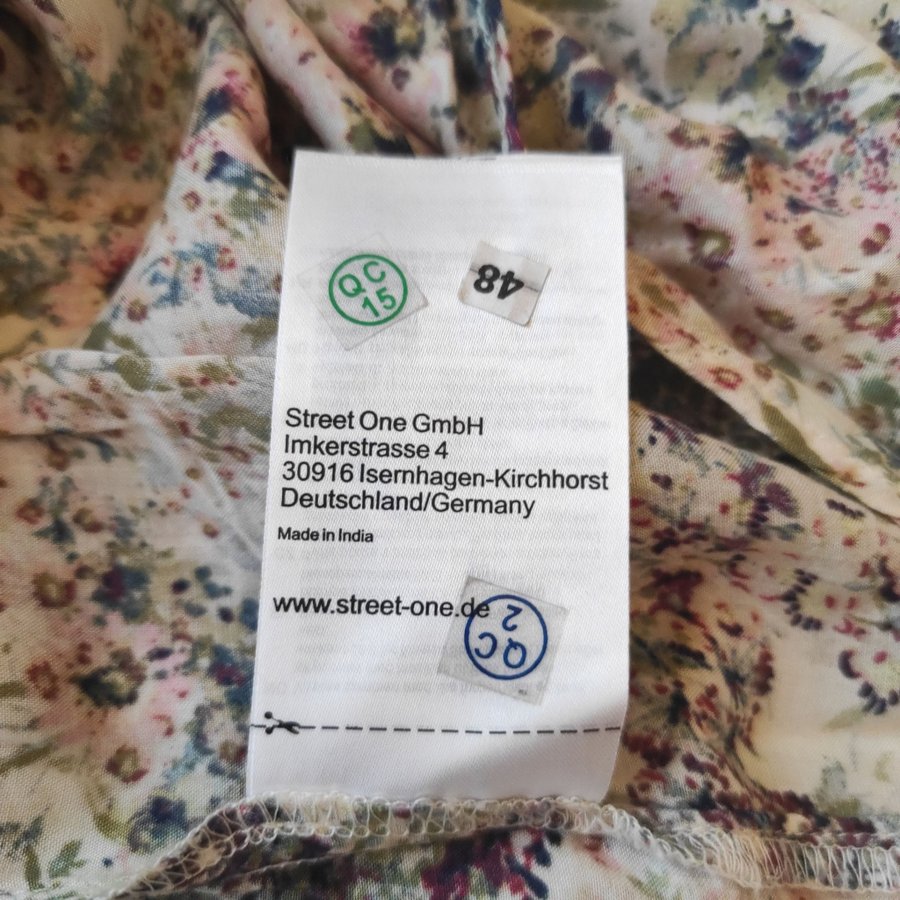 QC
15
48
Street One GmbH
Imkerstrasse 4
30916 Isernhagen-Kirchhorst
Deutschland/Germany
Made in India
www.street-one.de
QC
2